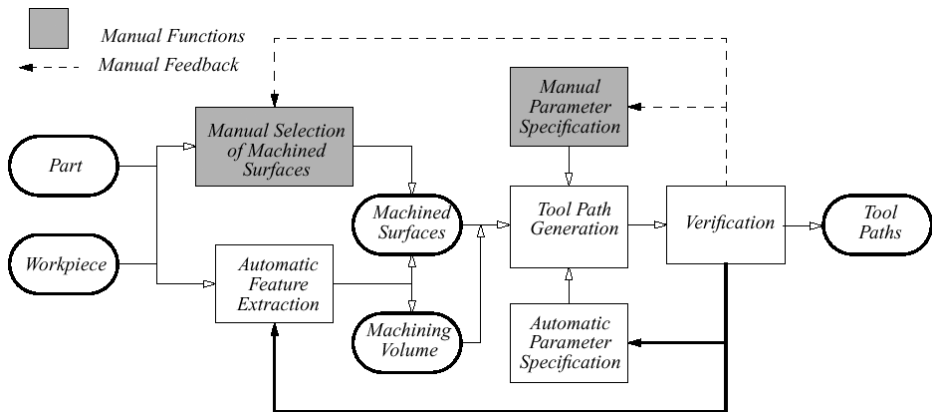 Manual Functions
Manual Feedback
Manual
Parameter
Specification
Manual Selection
of Machined
Surfaces
Part
Machined
Surfaces
Tool Path
Generation
Verification
Tool
Paths
Workpiece
Automatic
Feature
Extraction
Machining
Volume
Automatic
Parameter
Specification